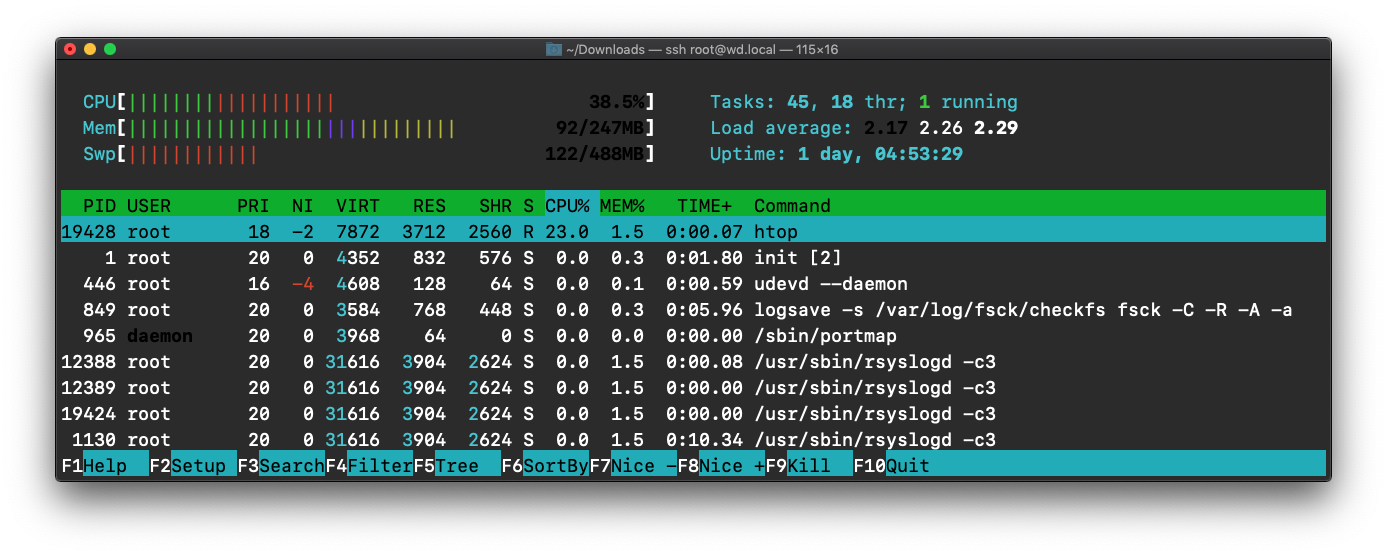 ~/Downloads — ssh root@wd.local — 115×16
CPU[||||||||||||||||||| 38.5%] Tasks: 45, 18 thr; 1 running
Mem[|||||||||||||||||||||||||||||| 92/247MB] Load average: 2.17 2.26 2.29
Swp[|||||||||||| 122/488MB] Uptime: 1 day, 04:53:29
PID USER PRI NI VIRT RES SHR S CPU% MEM% TIME+ Command
19428 root 18 -2 7872 3712 2560 R 23.0 1.5 0:00.07 htop
1 root 20 0 4352 832 576 S 0.0 0.3 0:01.80 init [2]
446 root 16 -4 4608 128 64 S 0.0 0.1 0:00.59 udevd --daemon
849 root 20 0 3584 768 448 S 0.0 0.3 0:05.96 logsave -s /var/log/fsck/checkfs fsck -C -R -A -a
965 daemon 20 0 3968 64 0 S 0.0 0.0 0:00.00 /sbin/portmap
12388 root 20 0 31616 3904 2624 S 0.0 1.5 0:00.08 /usr/sbin/rsyslogd -c3
12389 root 20 0 31616 3904 2624 S 0.0 1.5 0:00.00 /usr/sbin/rsyslogd -c3
19424 root 20 0 31616 3904 2624 S 0.0 1.5 0:00.00 /usr/sbin/rsyslogd -c3
1130 root 20 0 31616 3904 2624 S 0.0 1.5 0:10.34 /usr/sbin/rsyslogd -c3
F1Help F2Setup F3SearchF4FilterF5Tree F6SortByF7Nice -F8Nice +F9Kill F10Quit